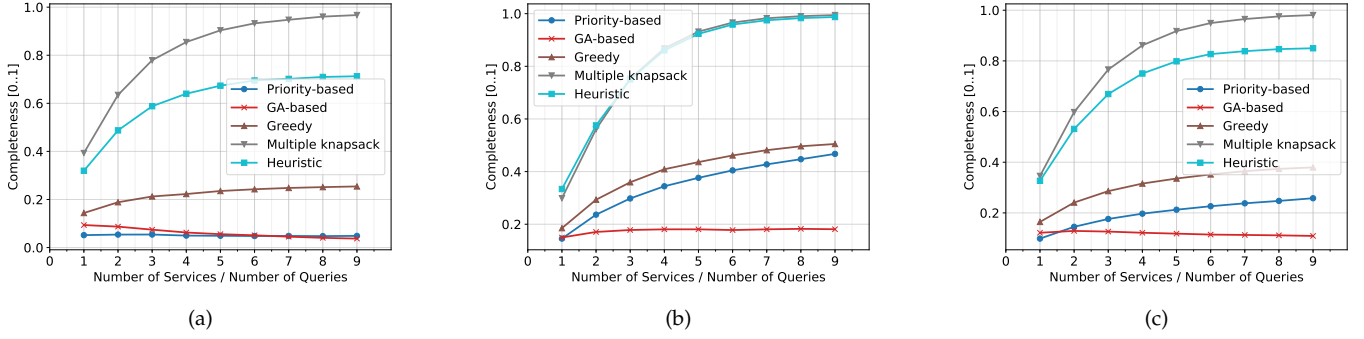 Completeness [0..1]
1.0
0.8
0.6
0.4
0.2
0.0
Priority-based
GA-based
Greedy
Multiple knapsack
Heuristic
0 1 2 3 4 5 6 7 8 9
Number of Services / Number of Queries
(a)
Completeness [0..1]
1.0
0.8
0.6
0.4
0.2
Priority-based
GA-based
Greedy
Multiple knapsack
Heuristic
0 1 2 3 4 5 6 7 8 9
Number of Services / Number of Queries
(b)
Completeness [0..1]
1.0
0.8
0.6
0.4
0.2
Priority-based
GA-based
Greedy
Multiple knapsack
Heuristic
0 1 2 3 4 5 6 7 8 9
Number of Services / Number of Queries
(c)